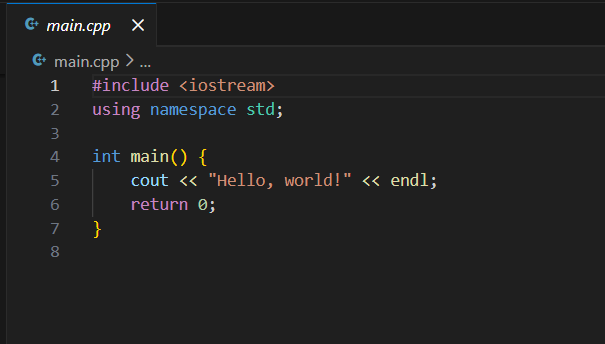 main.cpp
main.cpp > ...
1 #include <iostream>
2 using namespace std;
3
4 int main() {
5     cout << "Hello, world!" << endl;
6     return 0;
7 }
8